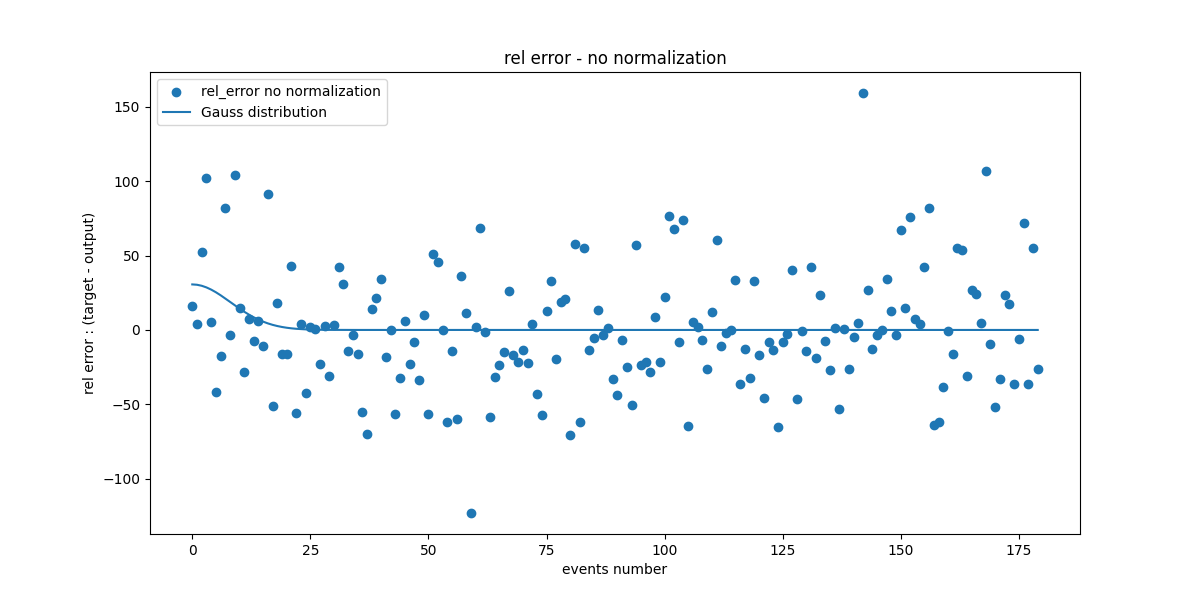 rel error - no normalization
rel_error no normalization
Gauss distribution
150
100
50
0
−50
−100
rel error : (target - output)
0
25
50
75
100
125
150
175
events number